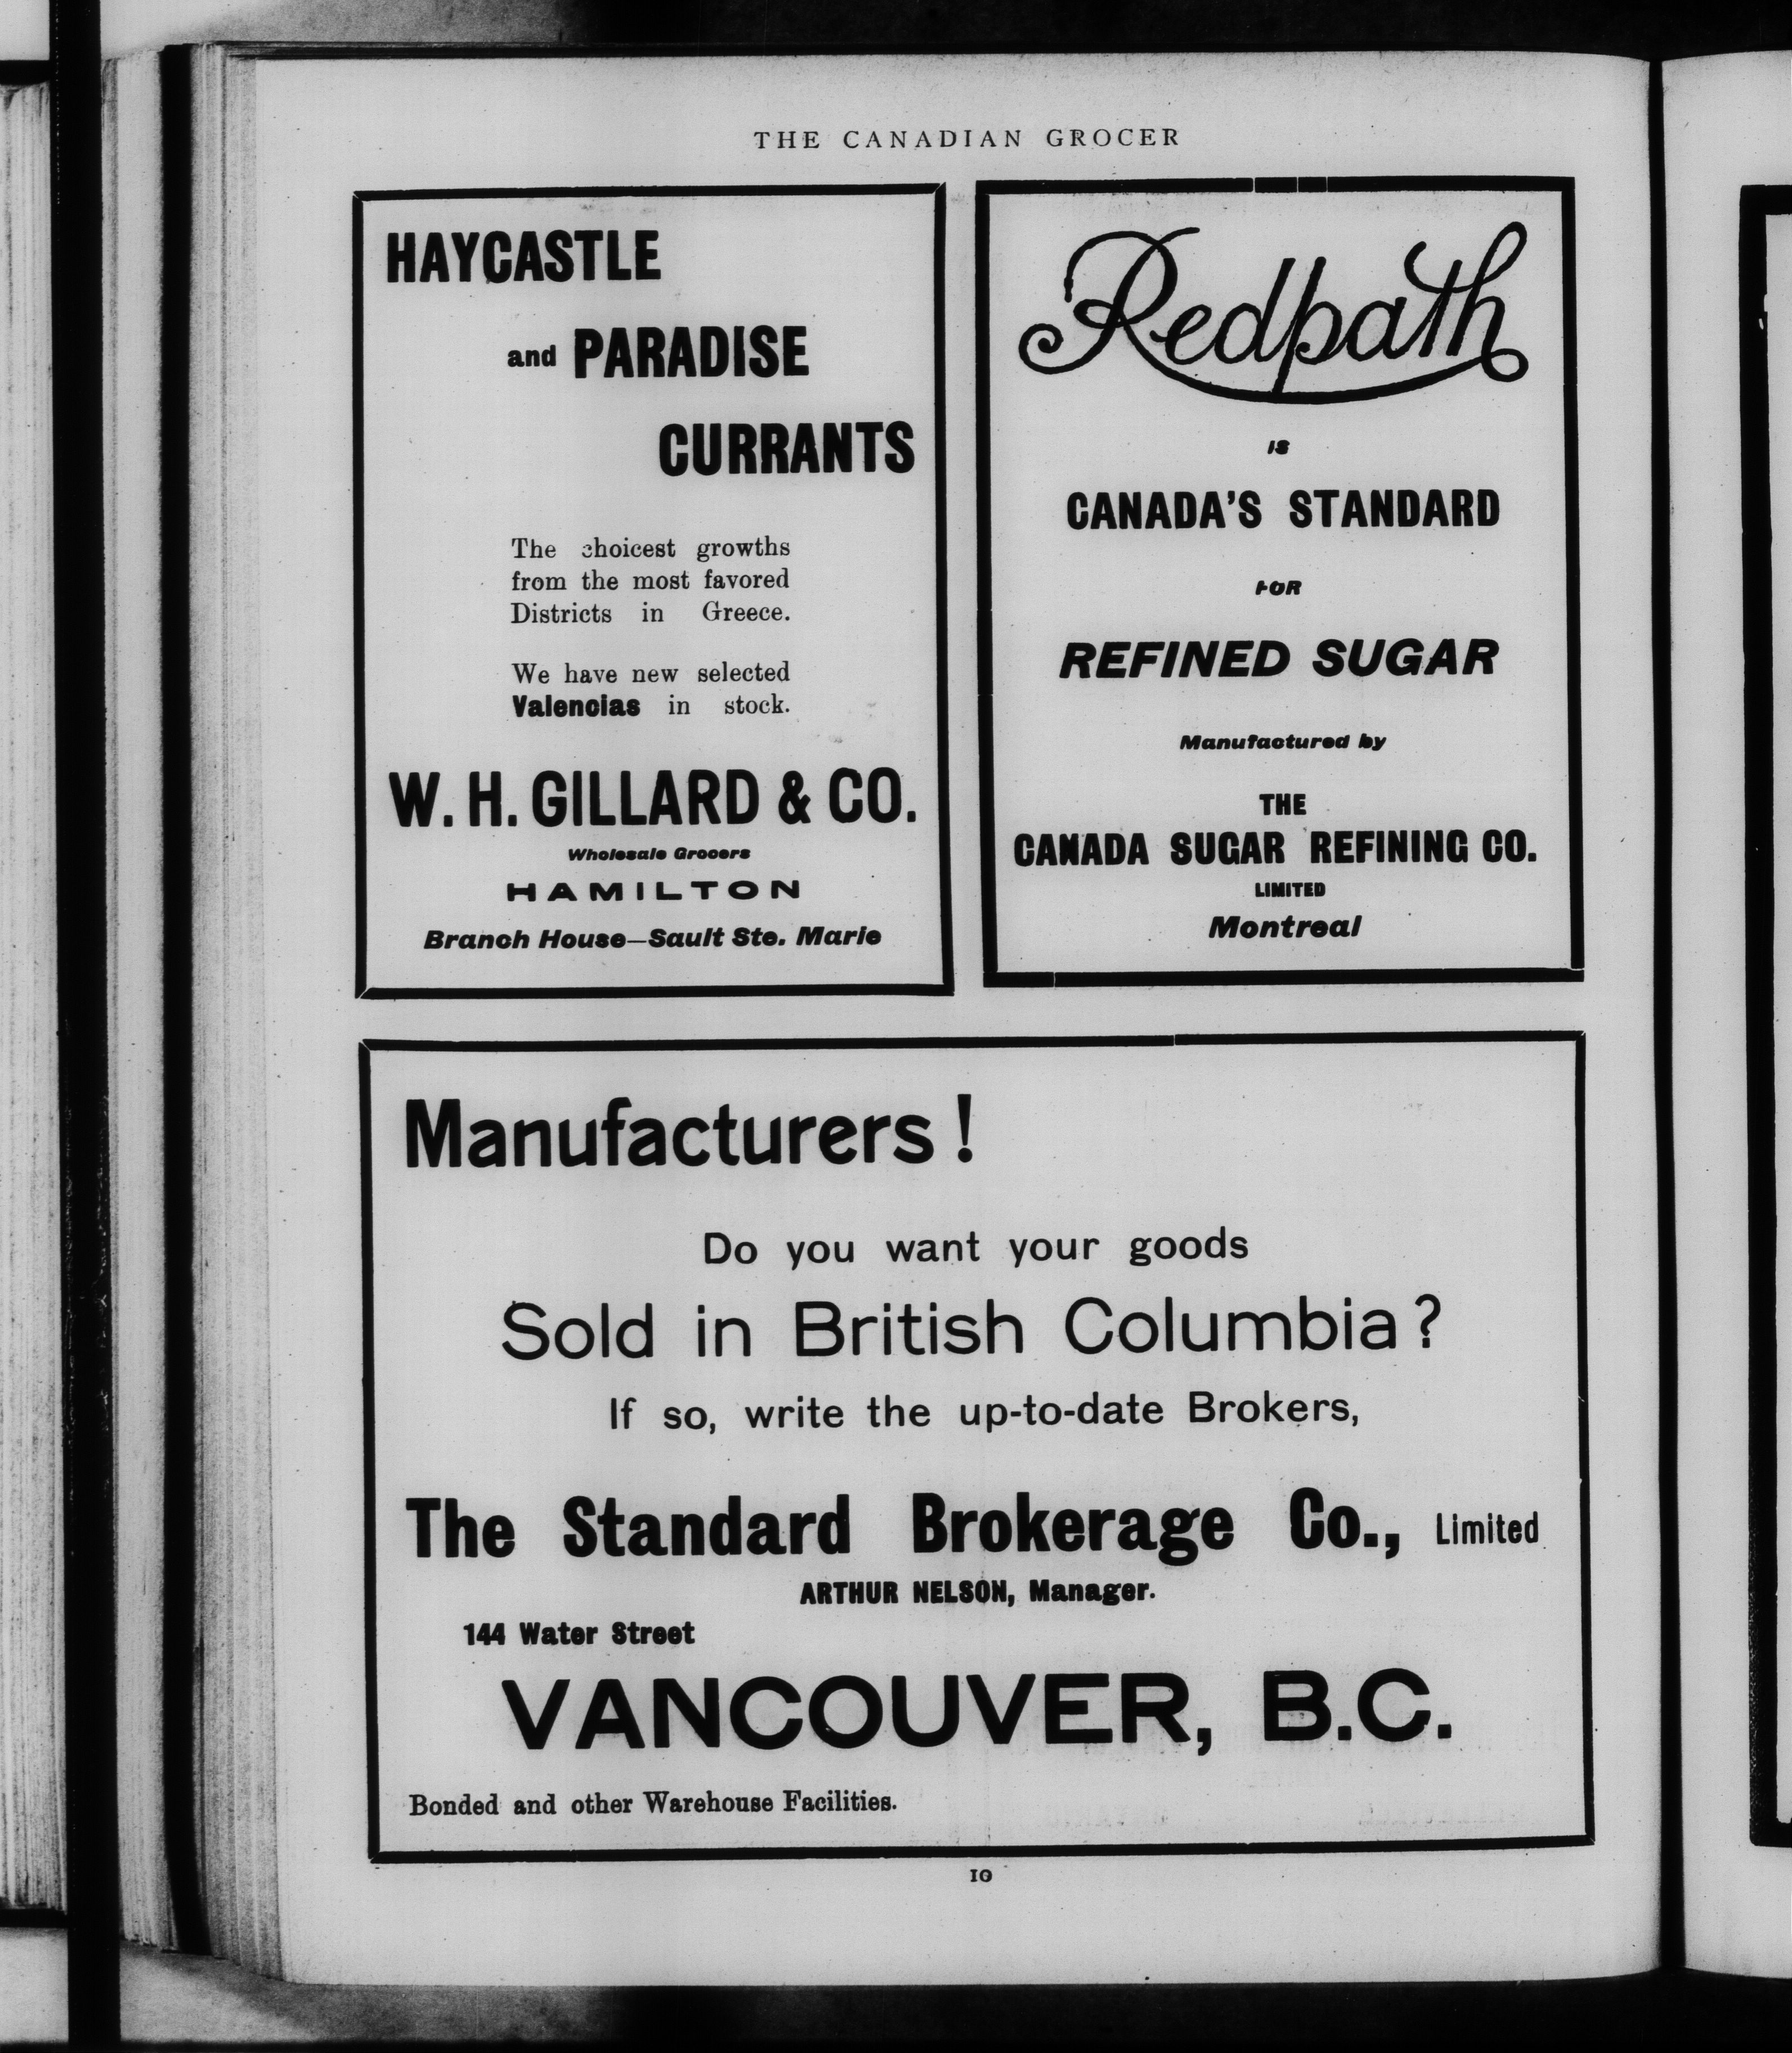 THE CANADIAN GROCER
HAYCASTLE
and PARADISE
CURRANTS
The choicest growths
from the most favored
Districts in Greece.
We have new selected
Valencias in stock.
W. H. GILLARD & CO.
Wholesale Grocers
HAMILTON
Branch House—Sault Ste. Marie
Redpath
IS
CANADA'S STANDARD
FOR
REFINED SUGAR
Manufactured by
THE
CANADA SUGAR REFINING CO.
LIMITED
Montreal
Manufacturers!
Do you want your goods
Sold in British Columbia?
If so, write the up-to-date Brokers,
The Standard Brokerage Co., Limited
ARTHUR NELSON, Manager.
144 Water Street
VANCOUVER, B.C.
Bonded and other Warehouse Facilities.
10